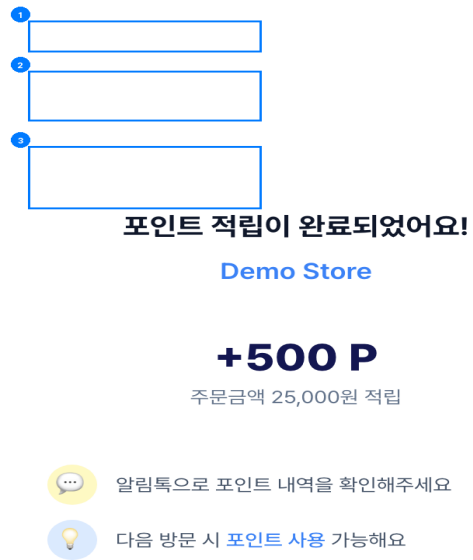 1
2
3
포인트 적립이 완료되었어요!
Demo Store
+500 P
주문금액 25,000원 적립
알림톡으로 포인트 내역을 확인해주세요
다음 방문 시 포인트 사용 가능해요